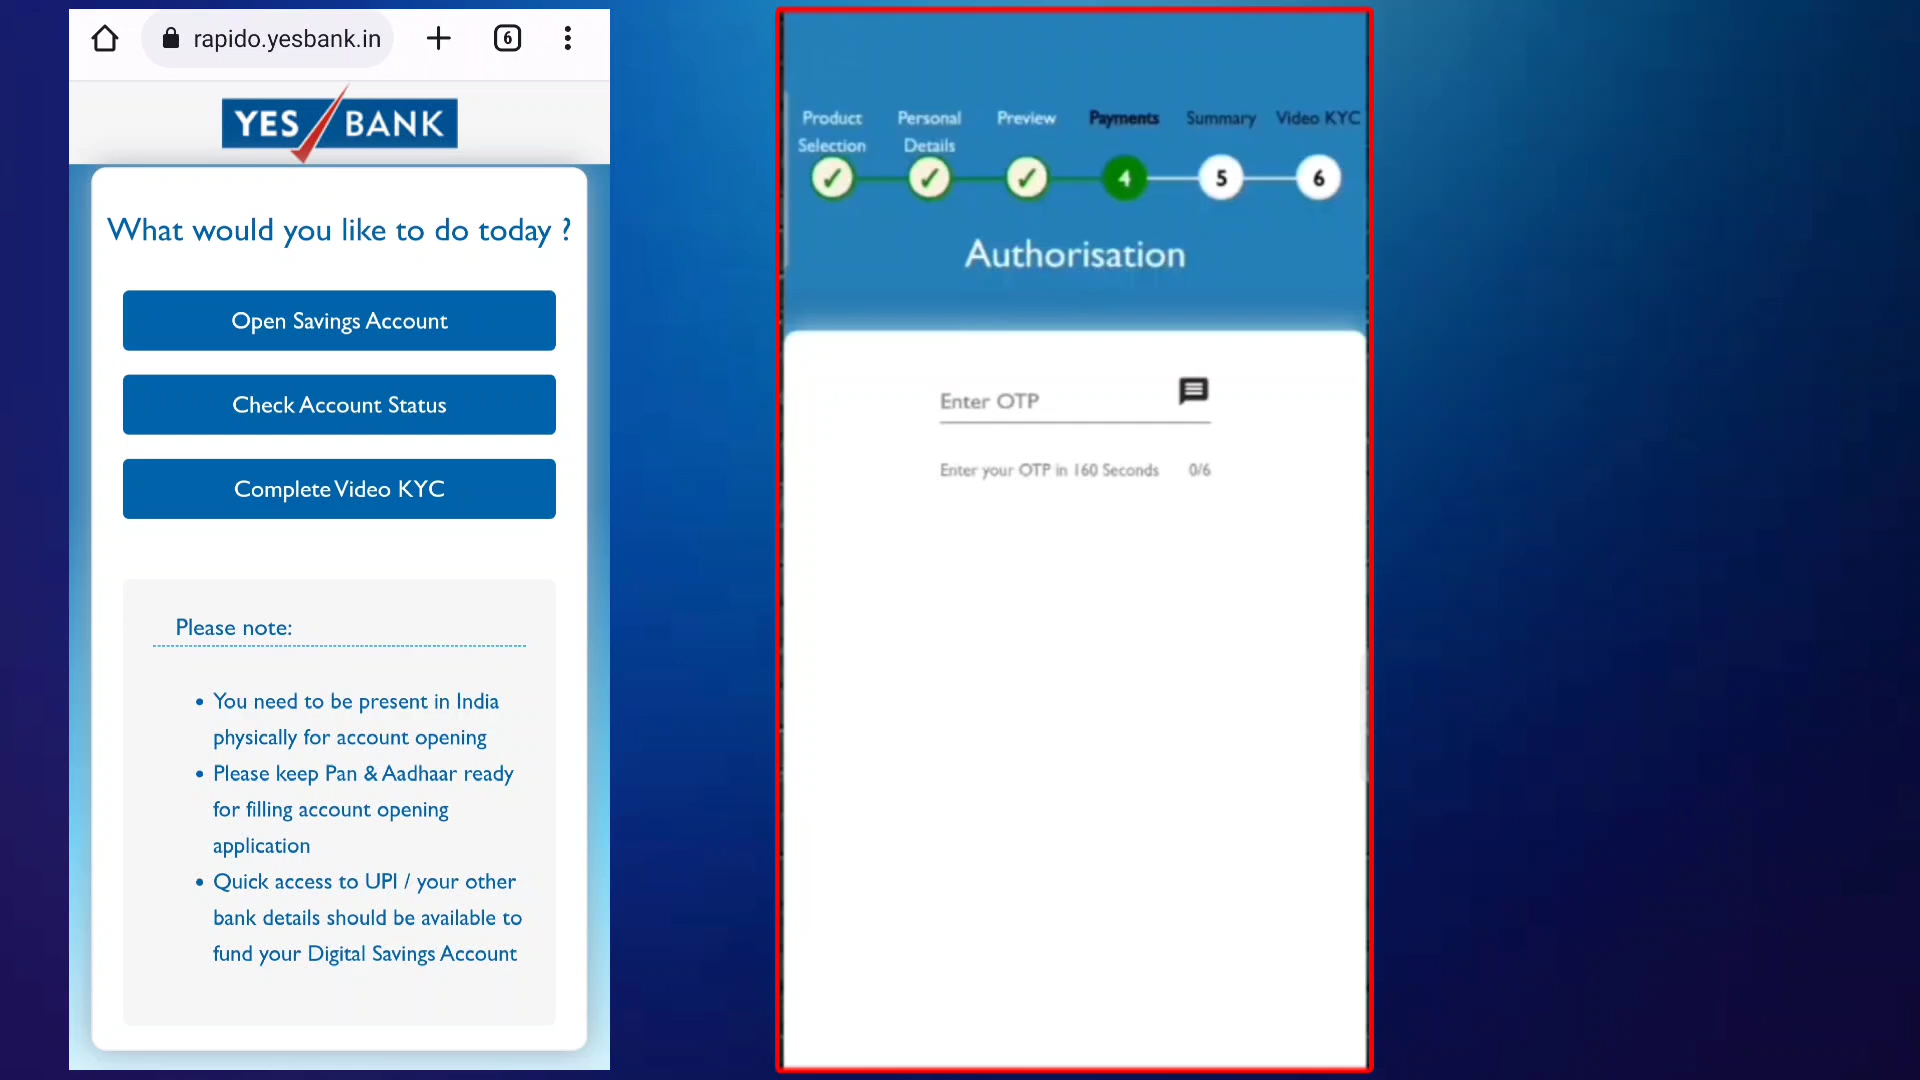 rapido.yesbank.in
6
YES BANK
What would you like to do today ?
Open Savings Account
Check Account Status
Complete Video KYC
Please note:
• You need to be present in India
physically for account opening
• Please keep Pan & Aadhaar ready
for filling account opening
application
• Quick access to UPI / your other
bank details should be available to
fund your Digital Savings Account
Product Selection
Personal Details
Preview
Payments
Summary
Video KYC
4
5
6
Authorisation
Enter OTP
Enter your OTP in 160 Seconds 0/6